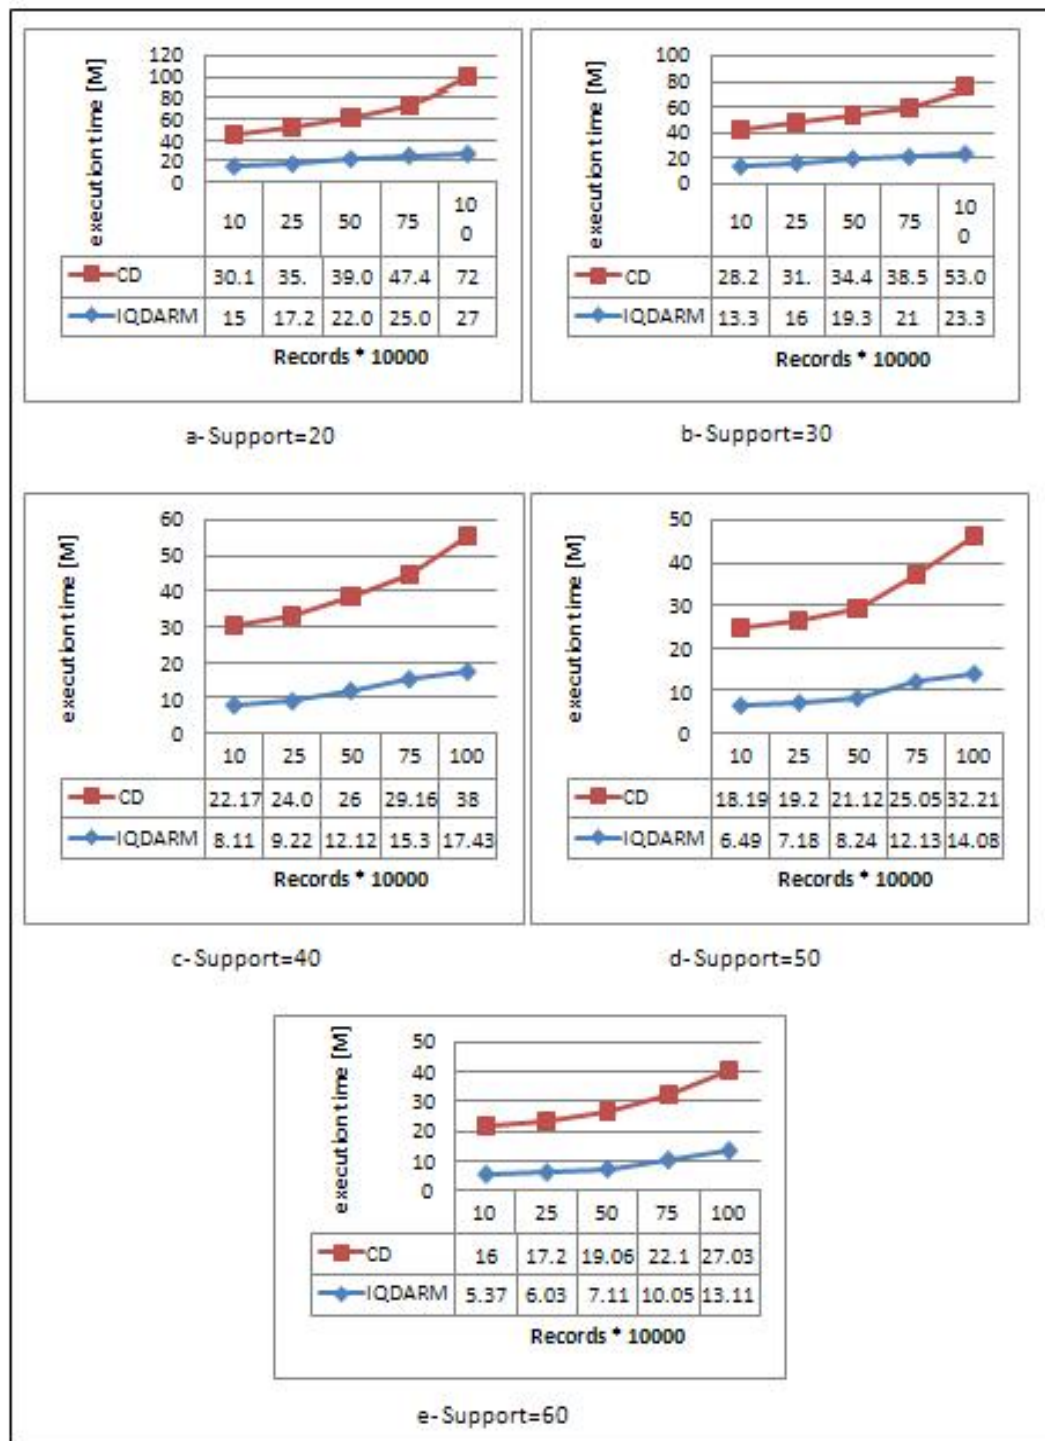 execution time [M]
120
100
80
60
40
20
0
10 25 50 75 100
CD 30.1 35. 39.0 47.4 72
IQDARM 15 17.2 22.0 25.0 27
Records * 10000
a- Support=20
execution time [M]
100
80
60
40
20
0
10 25 50 75 100
CD 28.2 31. 34.4 38.5 53.0
IQDARM 13.3 16 19.3 21 23.3
Records * 10000
b- Support=30
execution time [M]
60
50
40
30
20
10
0
10 25 50 75 100
CD 22.17 24.0 26 29.16 38
IQDARM 8.11 9.22 12.12 15.3 17.43
Records * 10000
c- Support=40
execution time [M]
50
40
30
20
10
0
10 25 50 75 100
CD 18.19 19.2 21.12 25.05 32.21
IQDARM 6.49 7.18 8.24 12.13 14.08
Records * 10000
d- Support=50
execution time [M]
50
40
30
20
10
0
10 25 50 75 100
CD 16 17.2 19.06 22.1 27.03
IQDARM 5.37 6.03 7.11 10.05 13.11
Records * 10000
e- Support=60